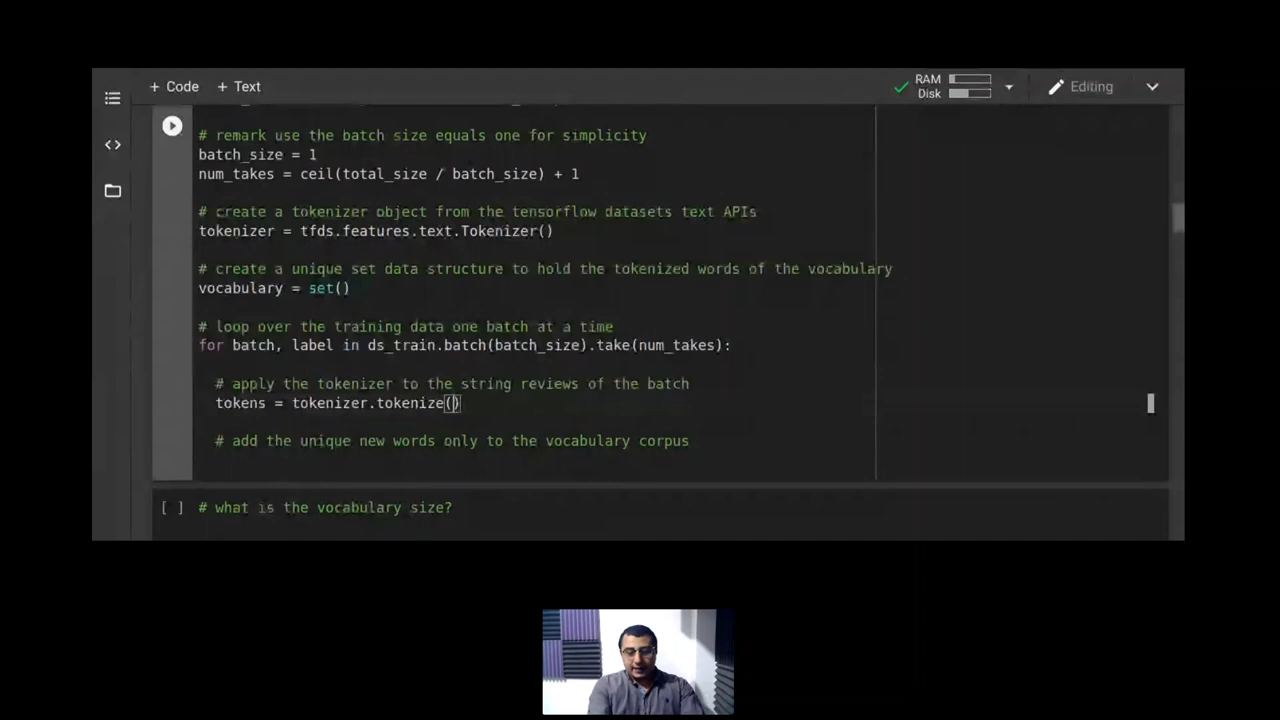 + Code + Text
RAM
Disk
Editing
# remark use the batch size equals one for simplicity
batch_size = 1
num_takes = ceil(total_size / batch_size) + 1
# create a tokenizer object from the tensorflow datasets text APIs
tokenizer = tfds.features.text.Tokenizer()
# create a unique set data structure to hold the tokenized words of the vocabulary
vocabulary = set()
# loop over the training data one batch at a time
for batch, label in ds_train.batch(batch_size).take(num_takes):
# apply the tokenizer to the string reviews of the batch
tokens = tokenizer.tokenize()
# add the unique new words only to the vocabulary corpus
[ ] # what is the vocabulary size?